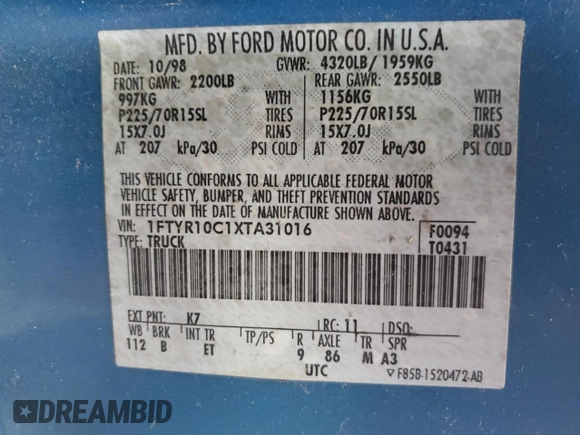 MFD. BY FORD MOTOR CO. IN U.S.A.
DATE: 10/98 GVWR: 4320LB/ 1959KG
FRONT GAWR: 2200LB REAR GAWR: 2550LB
997KG WITH 1156KG WITH
P225/70R15SL TIRES P225/70R15SL TIRES
15X7.0J RIMS 15X7.0J RIMS
AT 207 kPa/30 PSI COLD AT 207 kPa/30 PSI COLD
THIS VEHICLE CONFORMS TO ALL APPLICABLE FEDERAL MOTOR
VEHICLE SAFETY, BUMPER, AND THEFT PREVENTION STANDARDS
IN EFFECT ON THE DATE OF MANUFACTURE SHOWN ABOVE.
VIN: 1FTYR10C1XTA31016 F0094
TYPE: TRUCK T0431
EXT PNT: K7 RC: 11 DSO:
WB BRK INT TR TP/PS R AXLE TR SPR
112 B ET 9 86 M A3
UTC ▽F85B-1520472-AB
DREAMBID